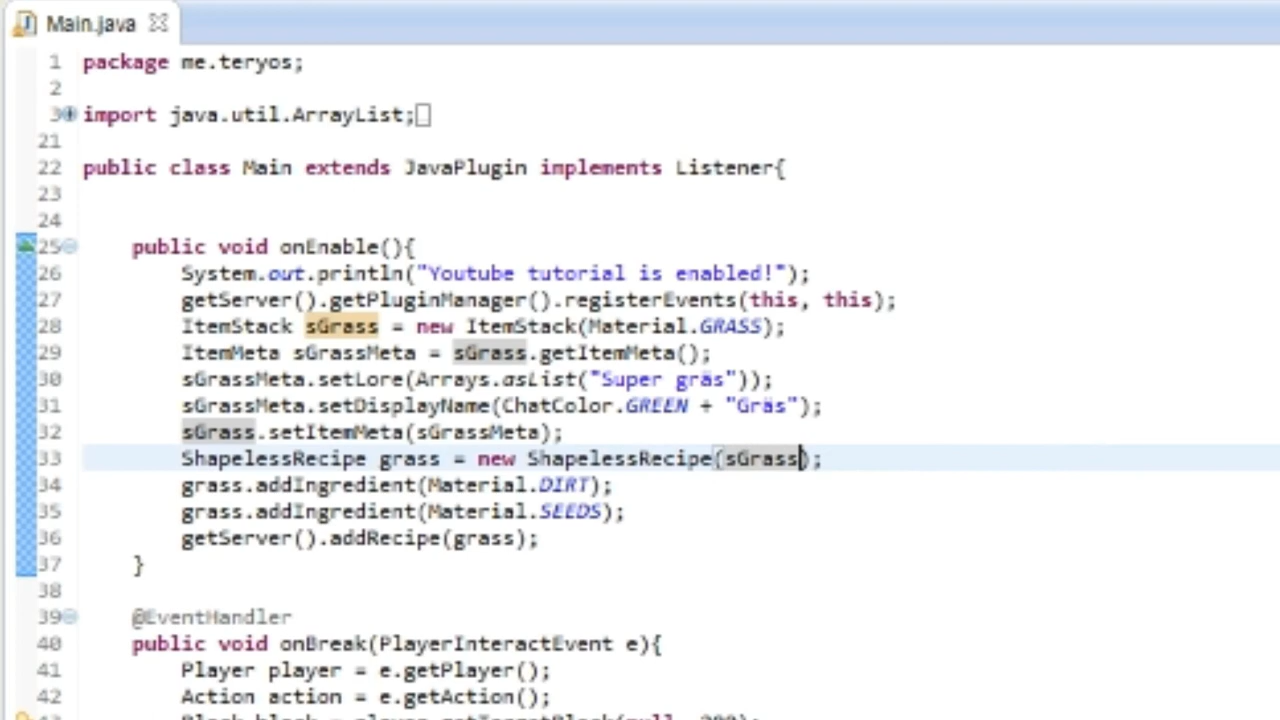 Main.java
1 package me.teryos;
2
3 import java.util.ArrayList;
21
22 public class Main extends JavaPlugin implements Listener{
23
24
25 public void onEnable(){
26 System.out.println("Youtube tutorial is enabled!");
27 getServer().getPluginManager().registerEvents(this, this);
28 ItemStack sGrass = new ItemStack(Material.GRASS);
29 ItemMeta sGrassMeta = sGrass.getItemMeta();
30 sGrassMeta.setLore(Arrays.asList("Super gräs"));
31 sGrassMeta.setDisplayName(ChatColor.GREEN + "Gräs");
32 sGrass.setItemMeta(sGrassMeta);
33 ShapelessRecipe grass = new ShapelessRecipe(sGrass);
34 grass.addIngredient(Material.DIRT);
35 grass.addIngredient(Material.SEEDS);
36 getServer().addRecipe(grass);
37 }
38
39 @EventHandler
40 public void onBreak(PlayerInteractEvent e){
41 Player player = e.getPlayer();
42 Action action = e.getAction();